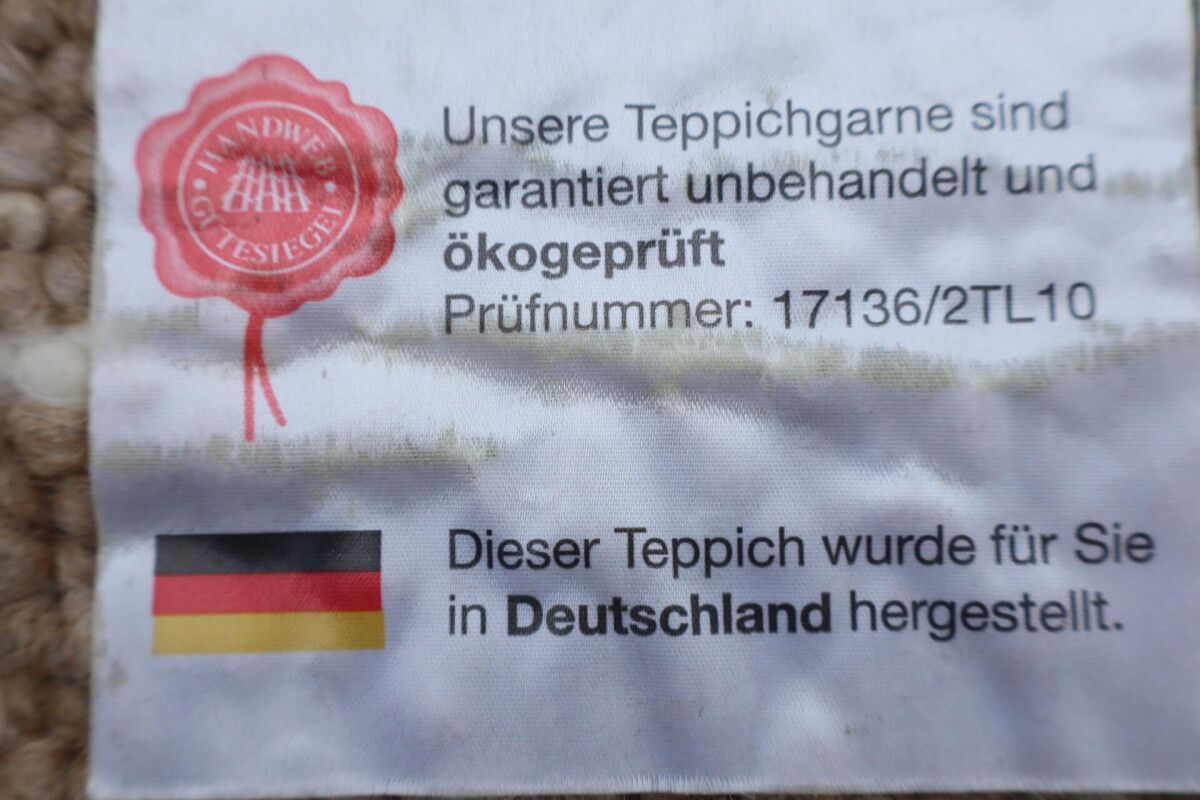 HANDWEB
GÜTESIEGEL
Unsere Teppichgarne sind
garantiert unbehandelt und
ökogeprüft
Prüfnummer: 17136/2TL10
Dieser Teppich wurde für Sie
in Deutschland hergestellt.